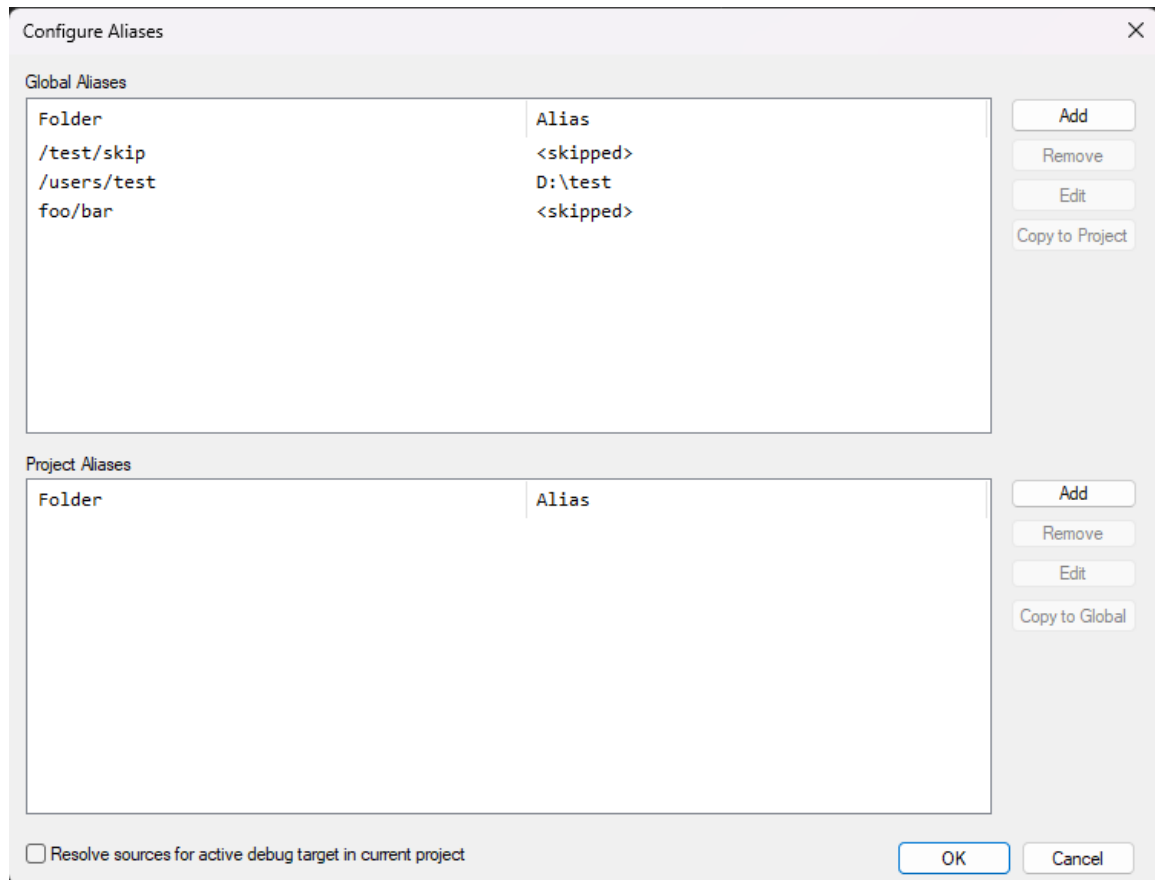 Configure Aliases
Global Aliases
Folder Alias
/test/skip <skipped>
/users/test D:\test
foo/bar <skipped>
Add
Remove
Edit
Copy to Project
Project Aliases
Folder Alias
Add
Remove
Edit
Copy to Global
Resolve sources for active debug target in current project
OK Cancel